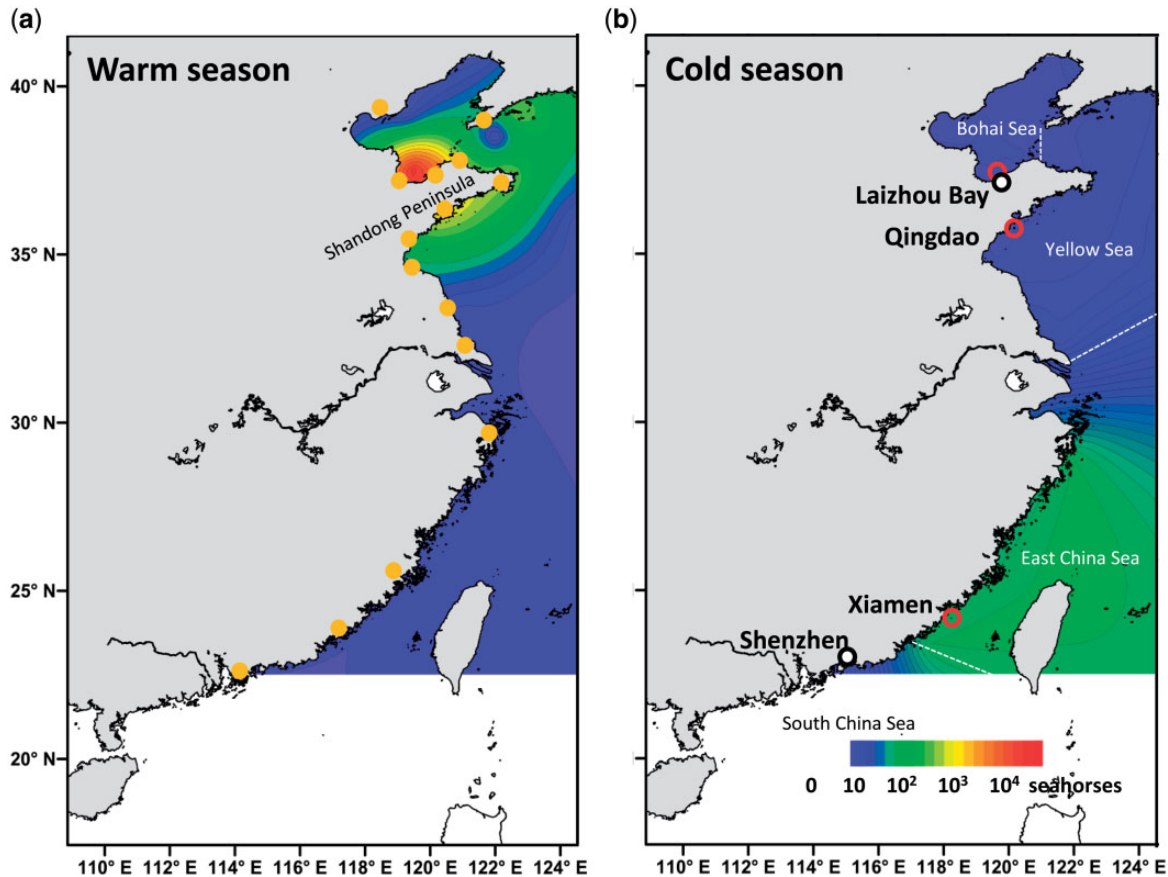 (a)
Warm season
40° N
35° N
30° N
25° N
20° N
Shandong Peninsula
110° E 112° E 114° E 116° E 118° E 120° E 122° E 124° E
(b)
Cold season
Bohai Sea
Laizhou Bay
Qingdao
Yellow Sea
East China Sea
Xiamen
Shenzhen
South China Sea
0 10 10² 10³ 10⁴ seahorses
110° E 112° E 114° E 116° E 118° E 120° E 122° E 124° E